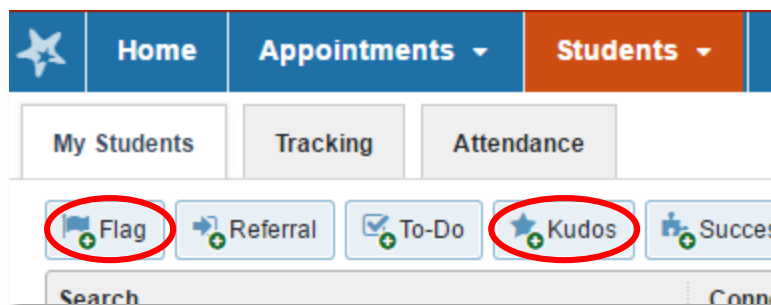 Home Appointments Students
My Students Tracking Attendance
Flag Referral To-Do Kudos
Search